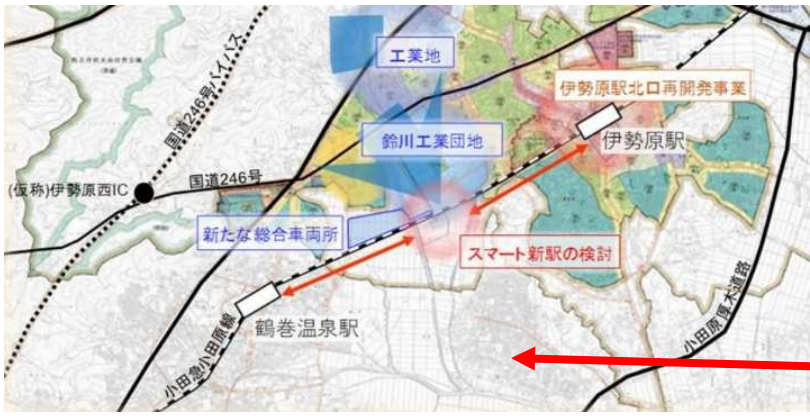 工業地
国道246号バイパス
伊勢原駅北口再開発事業
鈴川工業団地
伊勢原駅
国道246号
(仮称)伊勢原西IC
新たな総合車両所
スマート新駅の検討
鶴巻温泉駅
小田急小田原線
小田原厚木道路